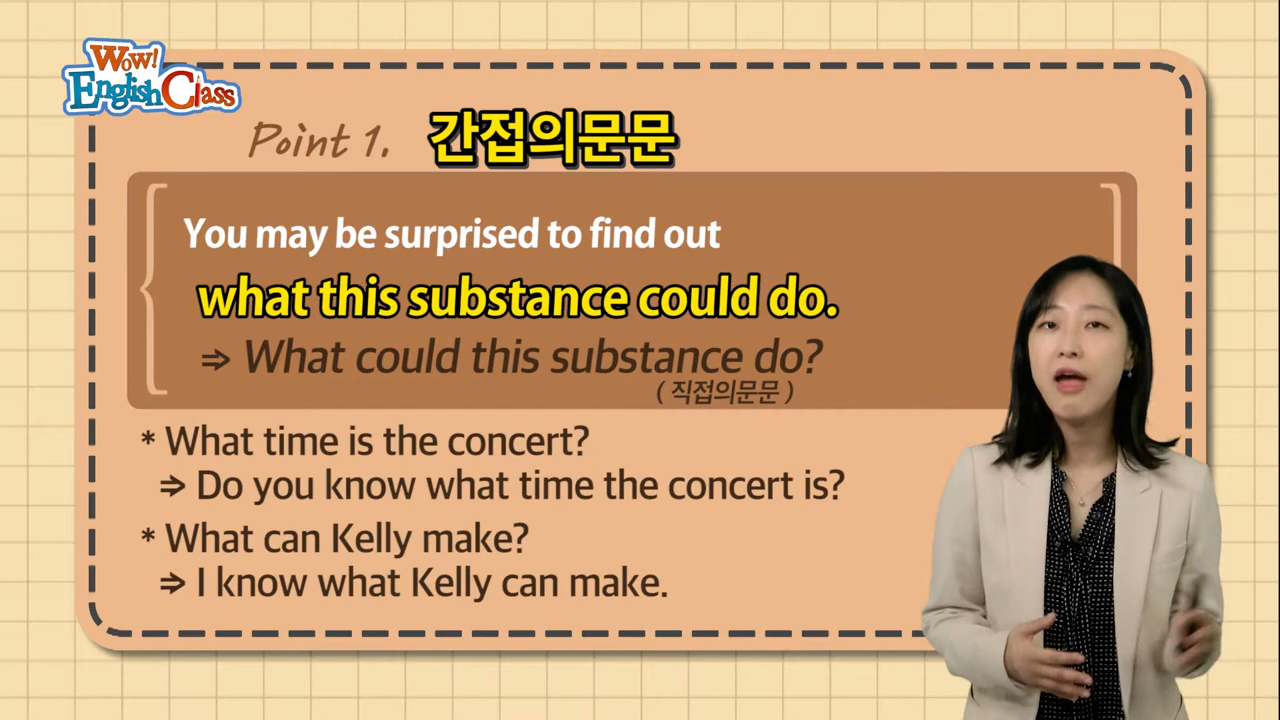 Wow!
English Class
Point 1. 간접의문문
You may be surprised to find out
what this substance could do.
⇒ What could this substance do?
( 직접의문문 )
* What time is the concert?
⇒ Do you know what time the concert is?
* What can Kelly make?
⇒ I know what Kelly can make.